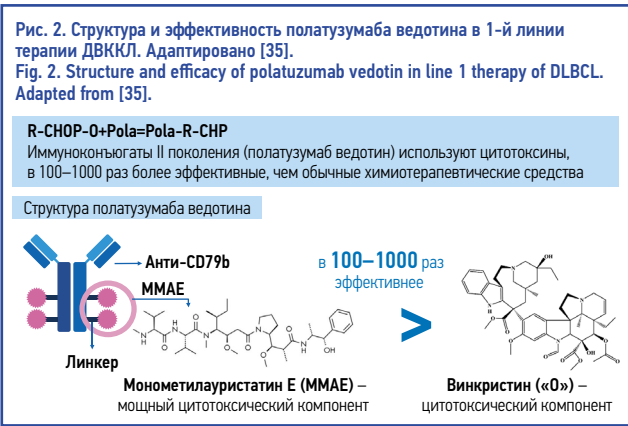 Рис. 2. Структура и эффективность полатузумаба ведотина в 1-й линии
терапии ДВККЛ. Адаптировано [35].
Fig. 2. Structure and efficacy of polatuzumab vedotin in line 1 therapy of DLBCL.
Adapted from [35].
R-CHOP-O+Pola=Pola-R-CHP
Иммуноконъюгаты II поколения (полатузумаб ведотин) используют цитотоксины,
в 100–1000 раз более эффективные, чем обычные химиотерапевтические средства
Структура полатузумаба ведотина
Анти-CD79b
MMAE
Линкер
в 100–1000 раз
эффективнее
>
Монометилауристатин Е (ММАЕ) –
мощный цитотоксический компонент
Винкристин («О») –
цитотоксический компонент